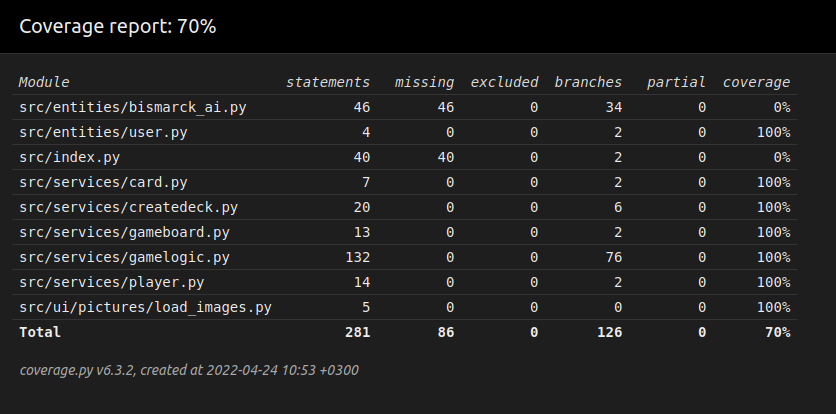 Coverage report: 70%
Module statements missing excluded branches partial coverage
src/entities/bismarck_ai.py 46 46 0 34 0 0%
src/entities/user.py 4 0 0 2 0 100%
src/index.py 40 40 0 2 0 0%
src/services/card.py 7 0 0 2 0 100%
src/services/createdeck.py 20 0 0 6 0 100%
src/services/gameboard.py 13 0 0 2 0 100%
src/services/gamelogic.py 132 0 0 76 0 100%
src/services/player.py 14 0 0 2 0 100%
src/ui/pictures/load_images.py 5 0 0 0 0 100%
Total 281 86 0 126 0 70%
coverage.py v6.3.2, created at 2022-04-24 10:53 +0300